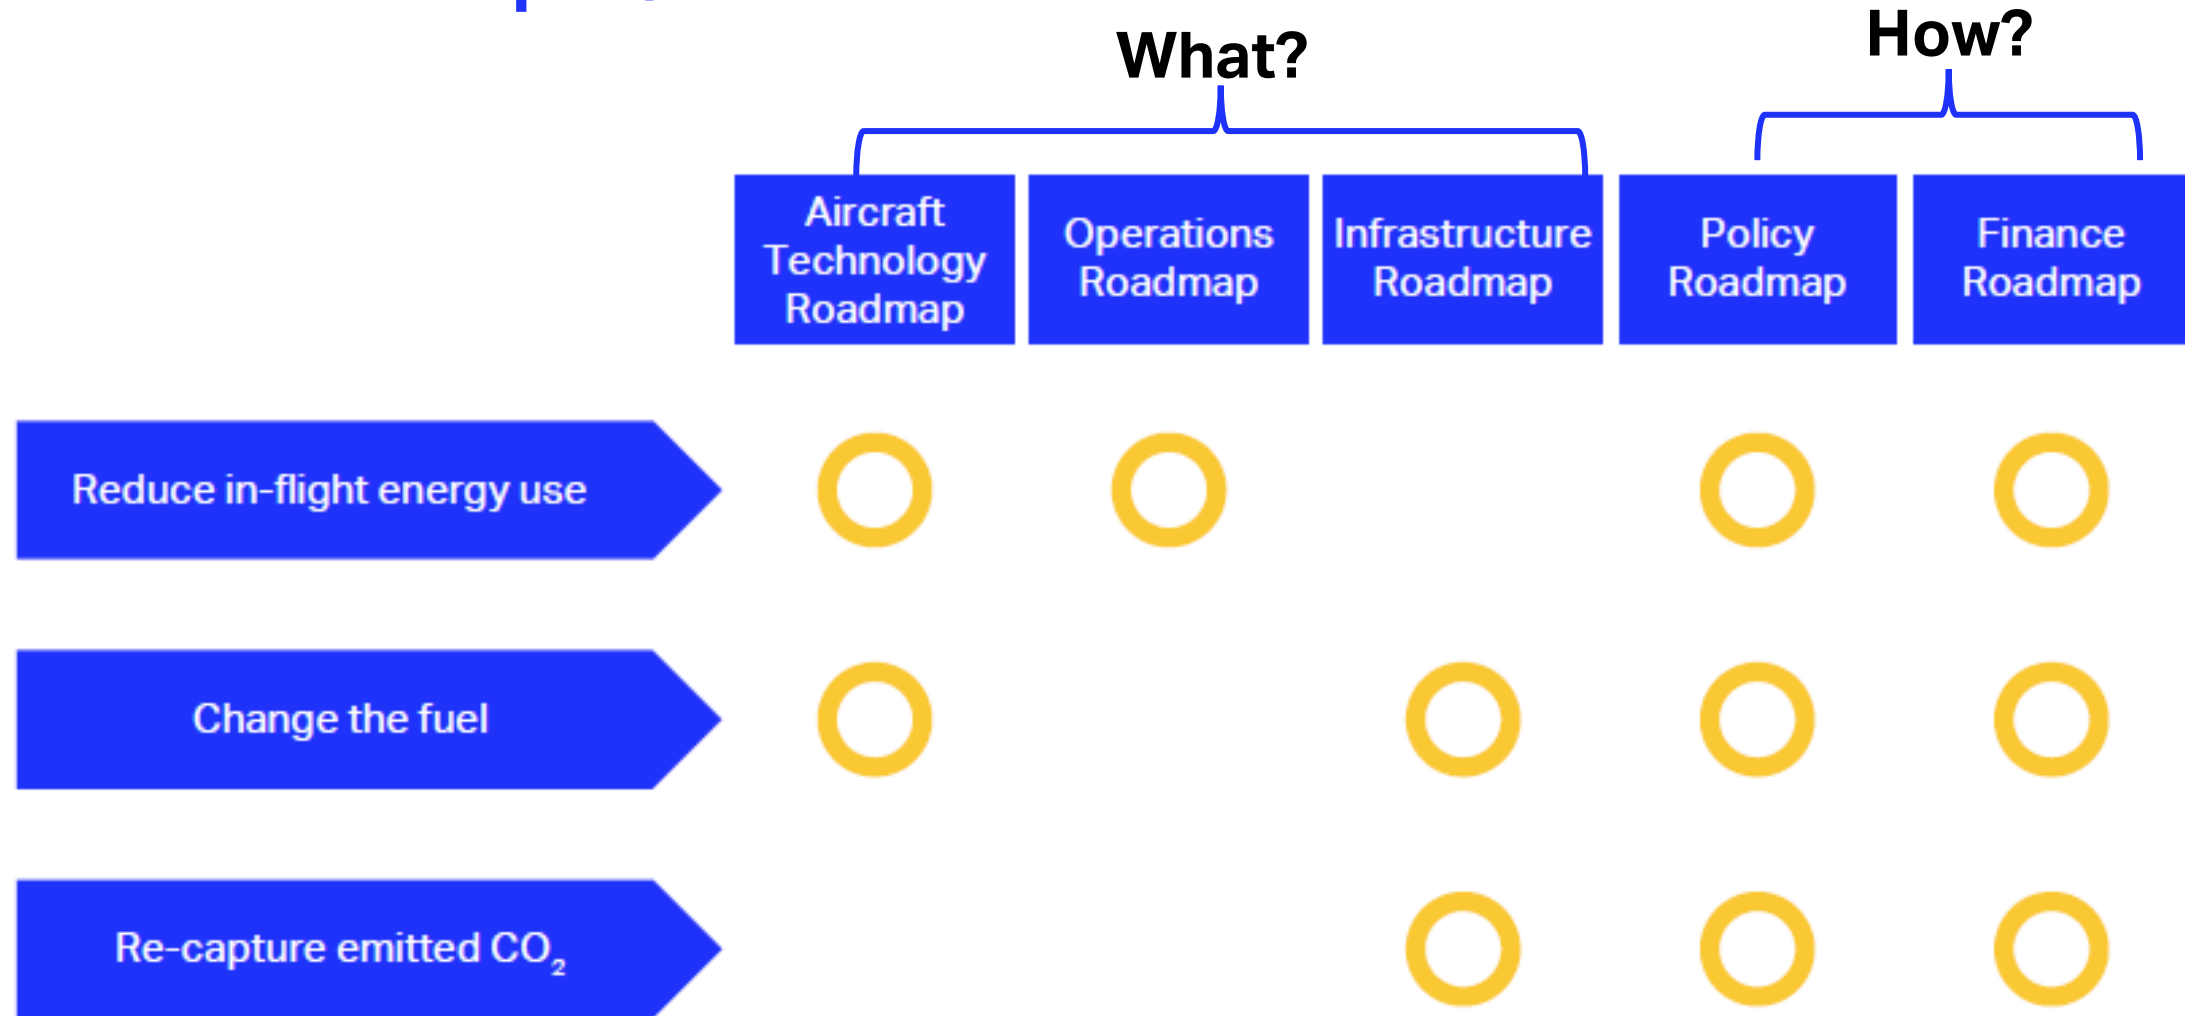 What?
How?
Aircraft
Technology
Roadmap
Operations
Roadmap
Infrastructure
Roadmap
Policy
Roadmap
Finance
Roadmap
Reduce in-flight energy use
Change the fuel
Re-capture emitted CO₂